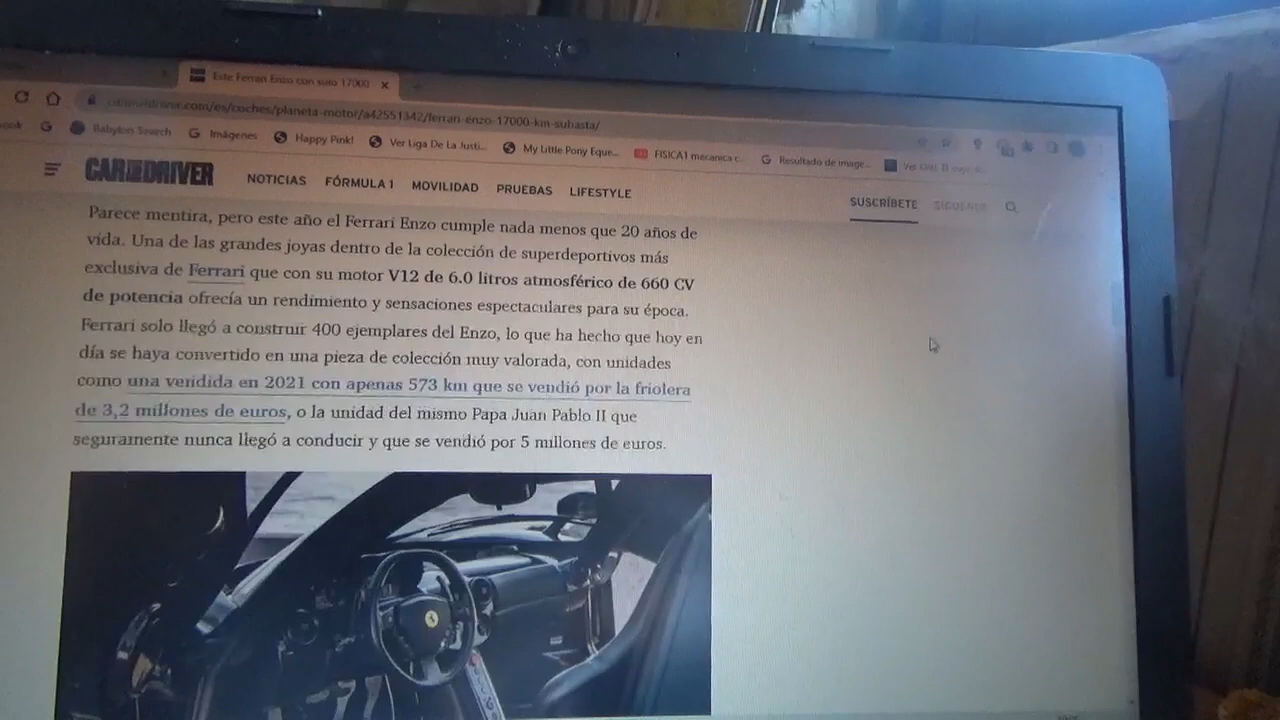 Este Ferrari Enzo con solo 17000
caranddriver.com/es/coches/planeta-motor/a42551342/ferrari-enzo-17000-km-subasta/
Babylon Search Imágenes Happy Pink! Ver Liga De La Justi... My Little Pony Eque... FISICA1 mecanica c... Resultado de image...
CAR AND DRIVER NOTICIAS FÓRMULA 1 MOVILIDAD PRUEBAS LIFESTYLE SUSCRÍBETE SÍGUENOS
Parece mentira, pero este año el Ferrari Enzo cumple nada menos que 20 años de
vida. Una de las grandes joyas dentro de la colección de superdeportivos más
exclusiva de Ferrari que con su motor V12 de 6.0 litros atmosférico de 660 CV
de potencia ofrecía un rendimiento y sensaciones espectaculares para su época.
Ferrari solo llegó a construir 400 ejemplares del Enzo, lo que ha hecho que hoy en
día se haya convertido en una pieza de colección muy valorada, con unidades
como una vendida en 2021 con apenas 573 km que se vendió por la friolera
de 3,2 millones de euros, o la unidad del mismo Papa Juan Pablo II que
seguramente nunca llegó a conducir y que se vendió por 5 millones de euros.